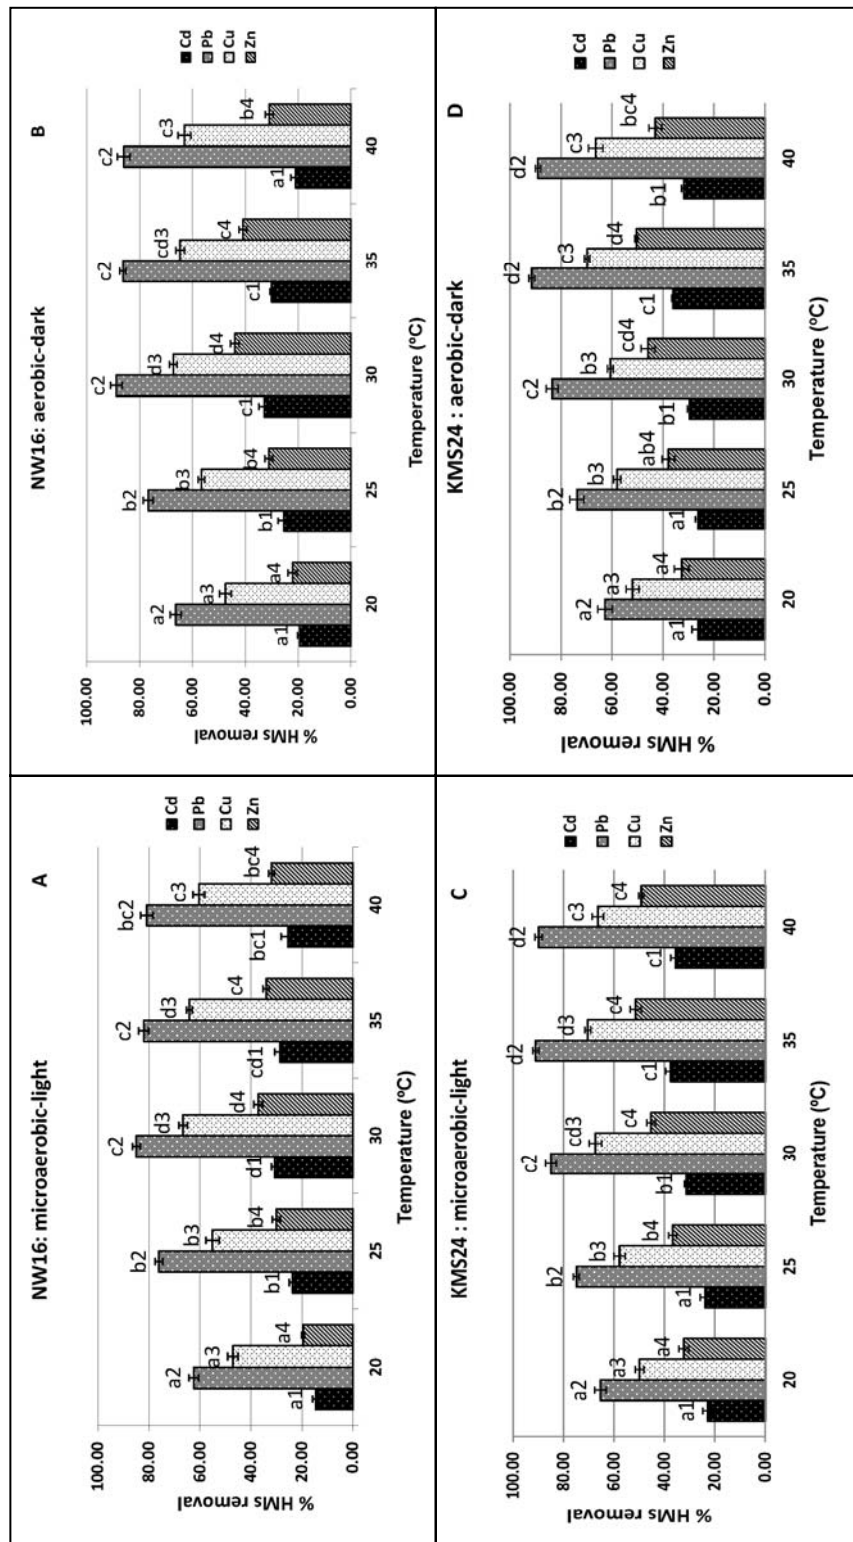 NW16: microaerobic-light
A
% HMs removal
100.00
80.00
60.00
40.00
20.00
0.00
a1
a2
a3
a4
b1
b2
b3
b4
d1
c2
d3
d4
cd1
c2
d3
c4
bc1
bc2
c3
bc4
20
25
30
35
40
Temperature (ºC)
Cd
Pb
Cu
Zn
NW16: aerobic-dark
B
% HMs removal
100.00
80.00
60.00
40.00
20.00
0.00
a1
a2
a3
a4
b1
b2
b3
b4
c1
c2
d3
d4
c1
c2
cd3
c4
a1
c2
c3
b4
20
25
30
35
40
Temperature (ºC)
Cd
Pb
Cu
Zn
KMS24 : microaerobic-light
C
% HMs removal
100.00
80.00
60.00
40.00
20.00
0.00
a1
a2
a3
a4
a1
b2
b3
b4
b1
c2
cd3
c4
c1
d2
d3
c4
c1
d2
c3
c4
20
25
30
35
40
Temperature (ºC)
Cd
Pb
Cu
Zn
KMS24 : aerobic-dark
D
% HMs removal
100.00
80.00
60.00
40.00
20.00
0.00
a1
a2
a3
a4
a1
b2
b3
ab4
b1
c2
b3
cd4
c1
d2
c3
d4
b1
d2
c3
bc4
20
25
30
35
40
Temperature (ºC)
Cd
Pb
Cu
Zn